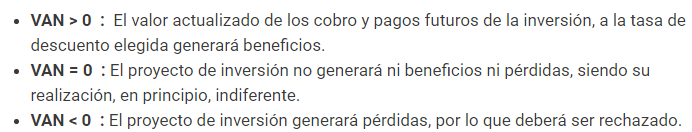 • VAN > 0 : El valor actualizado de los cobro y pagos futuros de la inversión, a la tasa de
descuento elegida generará beneficios.
• VAN = 0 : El proyecto de inversión no generará ni beneficios ni pérdidas, siendo su
realización, en principio, indiferente.
• VAN < 0 : El proyecto de inversión generará pérdidas, por lo que deberá ser rechazado.